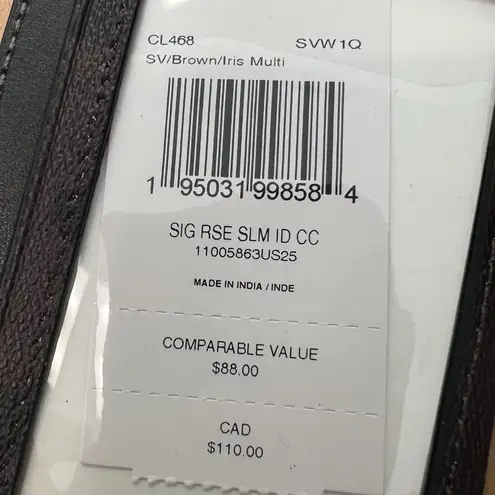 CL468 SVW1Q
SV/Brown/Iris Multi
1 95031 99858 4
SIG RSE SLM ID CC
11005863US25
MADE IN INDIA / INDE
COMPARABLE VALUE
$88.00
CAD
$110.00